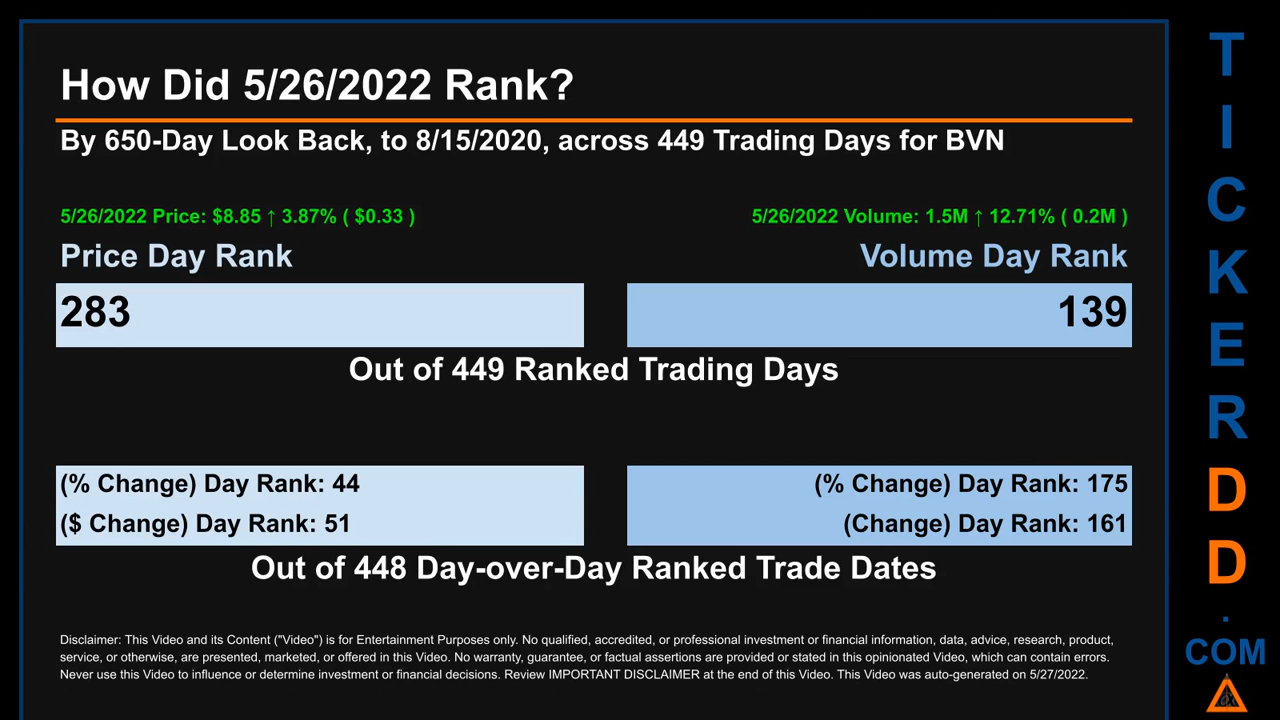 How Did 5/26/2022 Rank?
By 650-Day Look Back, to 8/15/2020, across 449 Trading Days for BVN
5/26/2022 Price: $8.85 ↑ 3.87% ( $0.33 )
5/26/2022 Volume: 1.5M ↑ 12.71% ( 0.2M )
Price Day Rank
Volume Day Rank
283
139
Out of 449 Ranked Trading Days
(% Change) Day Rank: 44
($ Change) Day Rank: 51
(% Change) Day Rank: 175
(Change) Day Rank: 161
Out of 448 Day-over-Day Ranked Trade Dates
Disclaimer: This Video and its Content ("Video") is for Entertainment Purposes only. No qualified, accredited, or professional investment or financial information, data, advice, research, product,
service, or otherwise, are presented, marketed, or offered in this Video. No warranty, guarantee, or factual assertions are provided or stated in this opinionated Video, which can contain errors.
Never use this Video to influence or determine investment or financial decisions. Review IMPORTANT DISCLAIMER at the end of this Video. This Video was auto-generated on 5/27/2022.
T
I
C
K
E
R
D
D
.
COM